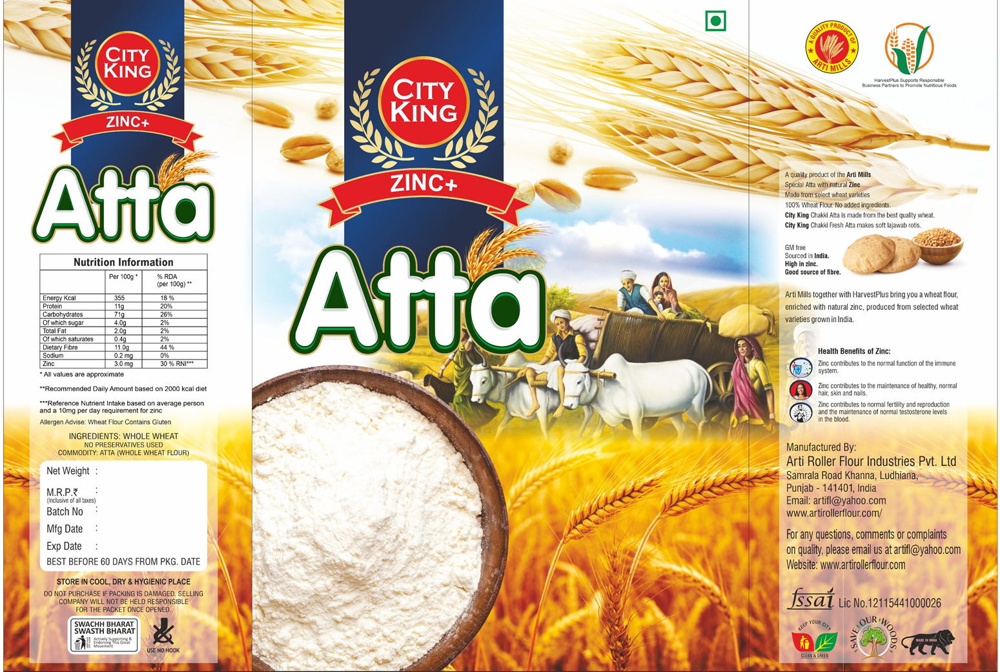 CITY
KING
ZINC+
Atta
Nutrition Information
Per 100g * % RDA
(per 100g) **
Energy Kcal 355 18 %
Protein 11g 20%
Carbohydrates 71g 26%
Of which sugar 4.0g 2%
Total Fat 2.0g 2%
Of which saturates 0.4g 2%
Dietary Fibre 11.0g 44 %
Sodium 0.2 mg 0%
Zinc 3.0 mg 30 % RNI***
* All values are approximate
**Recommended Daily Amount based on 2000 kcal diet
***Reference Nutrient Intake based on average person
and a 10mg per day requirement for zinc
Allergen Advise: Wheat Flour Contains Gluten
INGREDIENTS: WHOLE WHEAT
NO PRESERVATIVES USED
COMMODITY: ATTA (WHOLE WHEAT FLOUR)
Net Weight :
M.R.P.₹ :
(Inclusive of all taxes)
Batch No :
Mfg Date :
Exp Date :
BEST BEFORE 60 DAYS FROM PKG. DATE
STORE IN COOL, DRY & HYGIENIC PLACE
DO NOT PURCHASE IF PACKING IS DAMAGED. SELLING
COMPANY WILL NOT BE HELD RESPONSIBLE
FOR THE PACKET ONCE OPENED.
SWACHH BHARAT
SWASTH BHARAT
Actively Supporting &
Endorsing This Great
Movement
USE NO HOOK
CITY
KING
ZINC+
Atta
A QUALITY PRODUCT OF
ARTI MILLS
HarvestPlus Supports Responsible
Business Partners to Promote Nutritious Foods
A quality product of the Arti Mills
Special Atta with natural Zinc
Made from select wheat varieties
100% Wheat Flour. No added ingredients.
City King Chakki Atta is made from the best quality wheat.
City King Chakki Fresh Atta makes soft lajawab rotis.
GM free
Sourced in India.
High in zinc.
Good source of fibre.
Arti Mills together with HarvestPlus bring you a wheat flour,
enriched with natural zinc, produced from selected wheat
varieties grown in India.
Health Benefits of Zinc:
Zinc contributes to the normal function of the immune
system.
Zinc contributes to the maintenance of healthy, normal
hair, skin and nails.
Zinc contributes to normal fertility and reproduction
and the maintenance of normal testosterone levels
in the blood.
Manufactured By:
Arti Roller Flour Industries Pvt. Ltd
Samrala Road Khanna, Ludhiana,
Punjab - 141401, India
Email: artifl@yahoo.com
www.artirollerflour.com/
For any questions, comments or complaints
on quality, please email us at artifl@yahoo.com
Website: www.artirollerflour.com
fssai Lic No.12115441000026
KEEP YOUR CITY
CLEAN & GREEN
SAVE OUR WOODS
MAKE IN INDIA